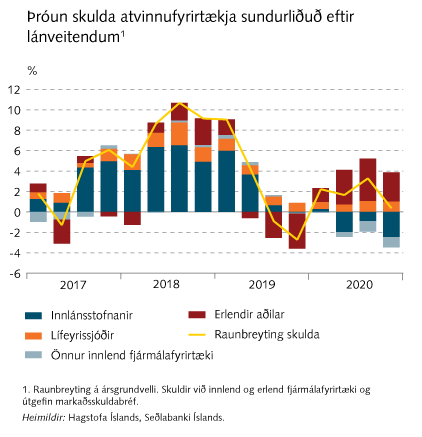 Þróun skulda atvinnufyrirtækja sundurliðuð eftir
lánveitendum¹
%
12
10
8
6
4
2
0
-2
-4
-6
2017 2018 2019 2020
Innlánsstofnanir
Lífeyrissjóðir
Önnur innlend fjármálafyrirtæki
Erlendir aðilar
Raunbreyting skulda
1. Raunbreyting á ársgrundvelli. Skuldir við innlend og erlend fjármálafyrirtæki og
útgefin markaðsskuldabréf.
Heimildir: Hagstofa Íslands, Seðlabanki Íslands.